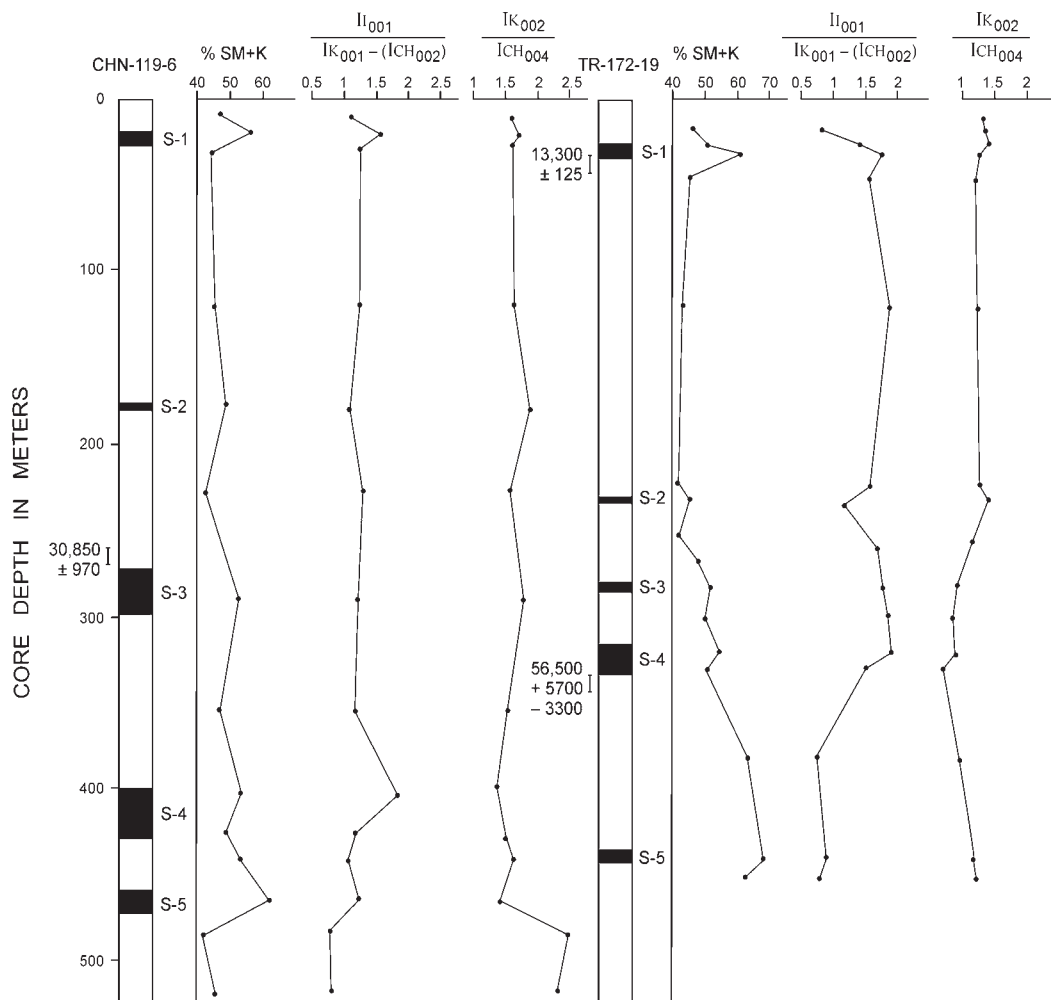 II001
IK001 – (ICH002)
IK002
ICH004
II001
IK001 – (ICH002)
IK002
ICH004
CHN-119-6
% SM+K
TR-172-19
% SM+K
40 50 60
0.5 1 1.5 2 2.5
1 1.5 2 2.5
40 50 60 70
0.5 1 1.5 2
1 1.5 2
CORE DEPTH IN METERS
0
100
200
300
400
500
S-1
S-2
30,850
± 970
S-3
S-4
S-5
13,300
± 125
S-1
S-2
S-3
S-4
56,500
+ 5700
– 3300
S-5